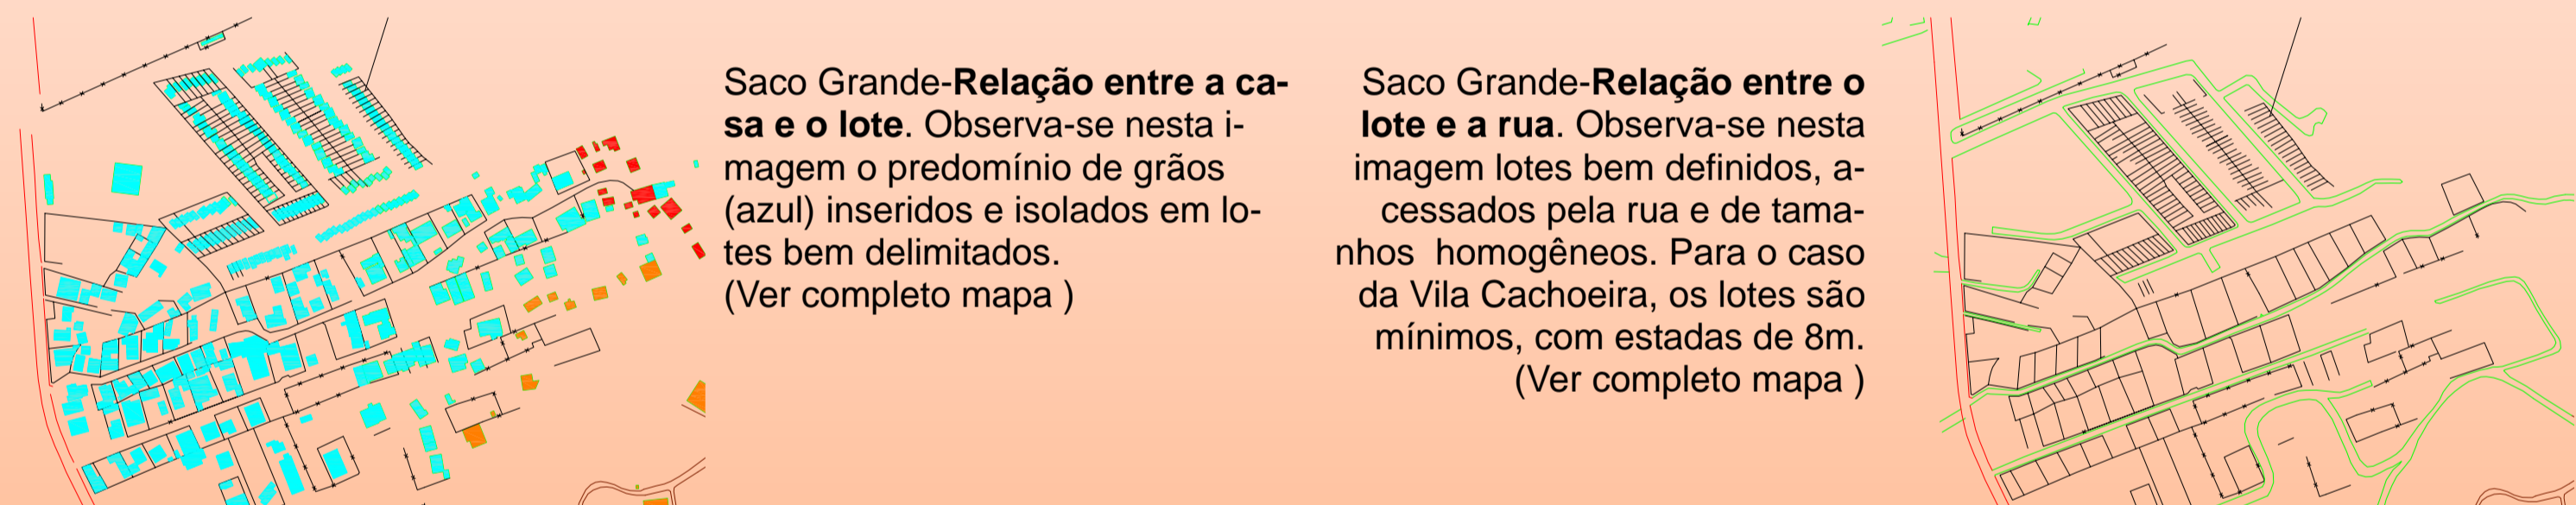 Saco Grande-Relação entre a ca-
sa e o lote. Observa-se nesta i-
magem o predomínio de grãos
(azul) inseridos e isolados em lo-
tes bem delimitados.
(Ver completo mapa )
Saco Grande-Relação entre o
lote e a rua. Observa-se nesta
imagem lotes bem definidos, a-
cessados pela rua e de tama-
nhos  homogêneos. Para o caso
da Vila Cachoeira, os lotes são
mínimos, com estadas de 8m.
(Ver completo mapa )